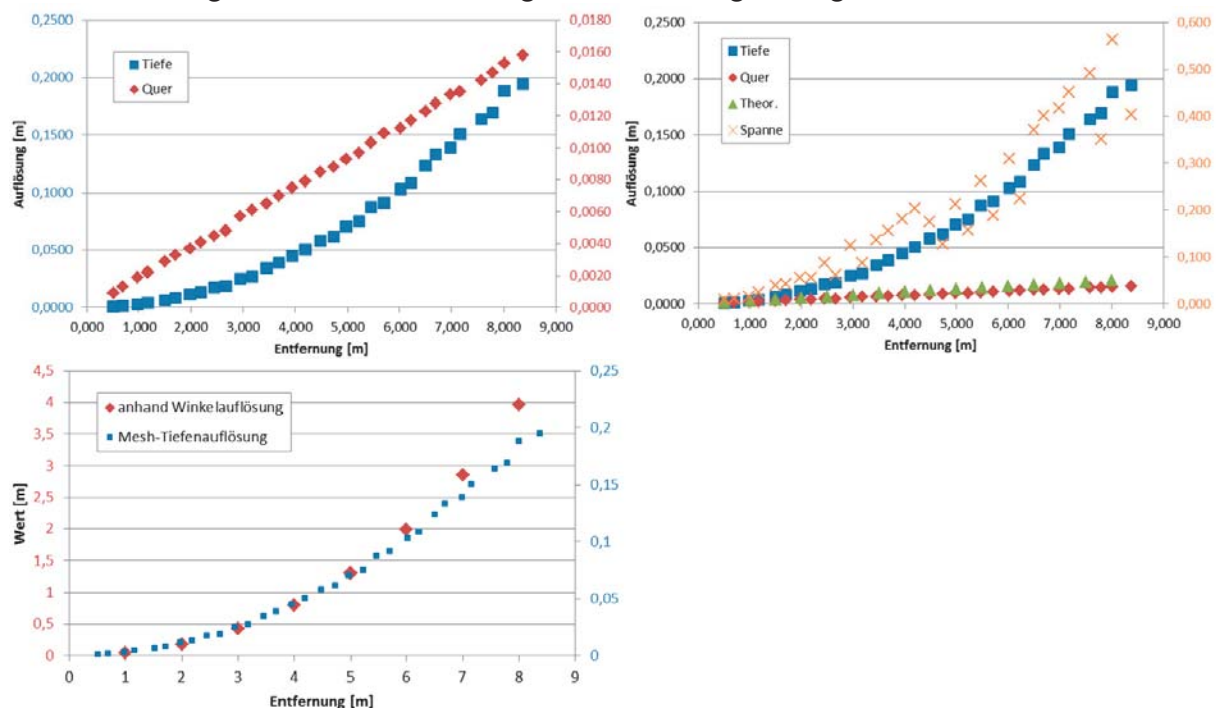 0,2500
0,2000
0,1500
0,1000
0,0500
0,0000
Auflösung [m]
Tiefe
Quer
0,0180
0,0160
0,0140
0,0120
0,0100
0,0080
0,0060
0,0040
0,0020
0,0000
0,000 1,000 2,000 3,000 4,000 5,000 6,000 7,000 8,000 9,000
Entfernung [m]
0,2500
0,2000
0,1500
0,1000
0,0500
0,0000
Auflösung [m]
Tiefe
Quer
Theor.
Spanne
0,600
0,500
0,400
0,300
0,200
0,100
0,000
0,000 1,000 2,000 3,000 4,000 5,000 6,000 7,000 8,000 9,000
Entfernung [m]
4,5
4
3,5
3
2,5
2
1,5
1
0,5
0
Wert [m]
anhand Winkelauflösung
Mesh-Tiefenauflösung
0,25
0,2
0,15
0,1
0,05
0
0 1 2 3 4 5 6 7 8 9
Entfernung [m]